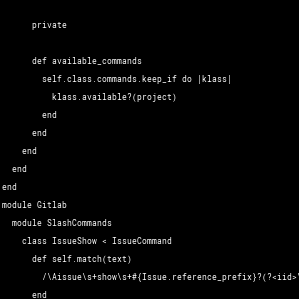 private
def available_commands
self.class.commands.keep_if do |klass|
klass.available?(project)
end
end
end
end
end
module Gitlab
module SlashCommands
class IssueShow < IssueCommand
def self.match(text)
/\Aissue\s+show\s+#{Issue.reference_prefix}?(?<iid>
end